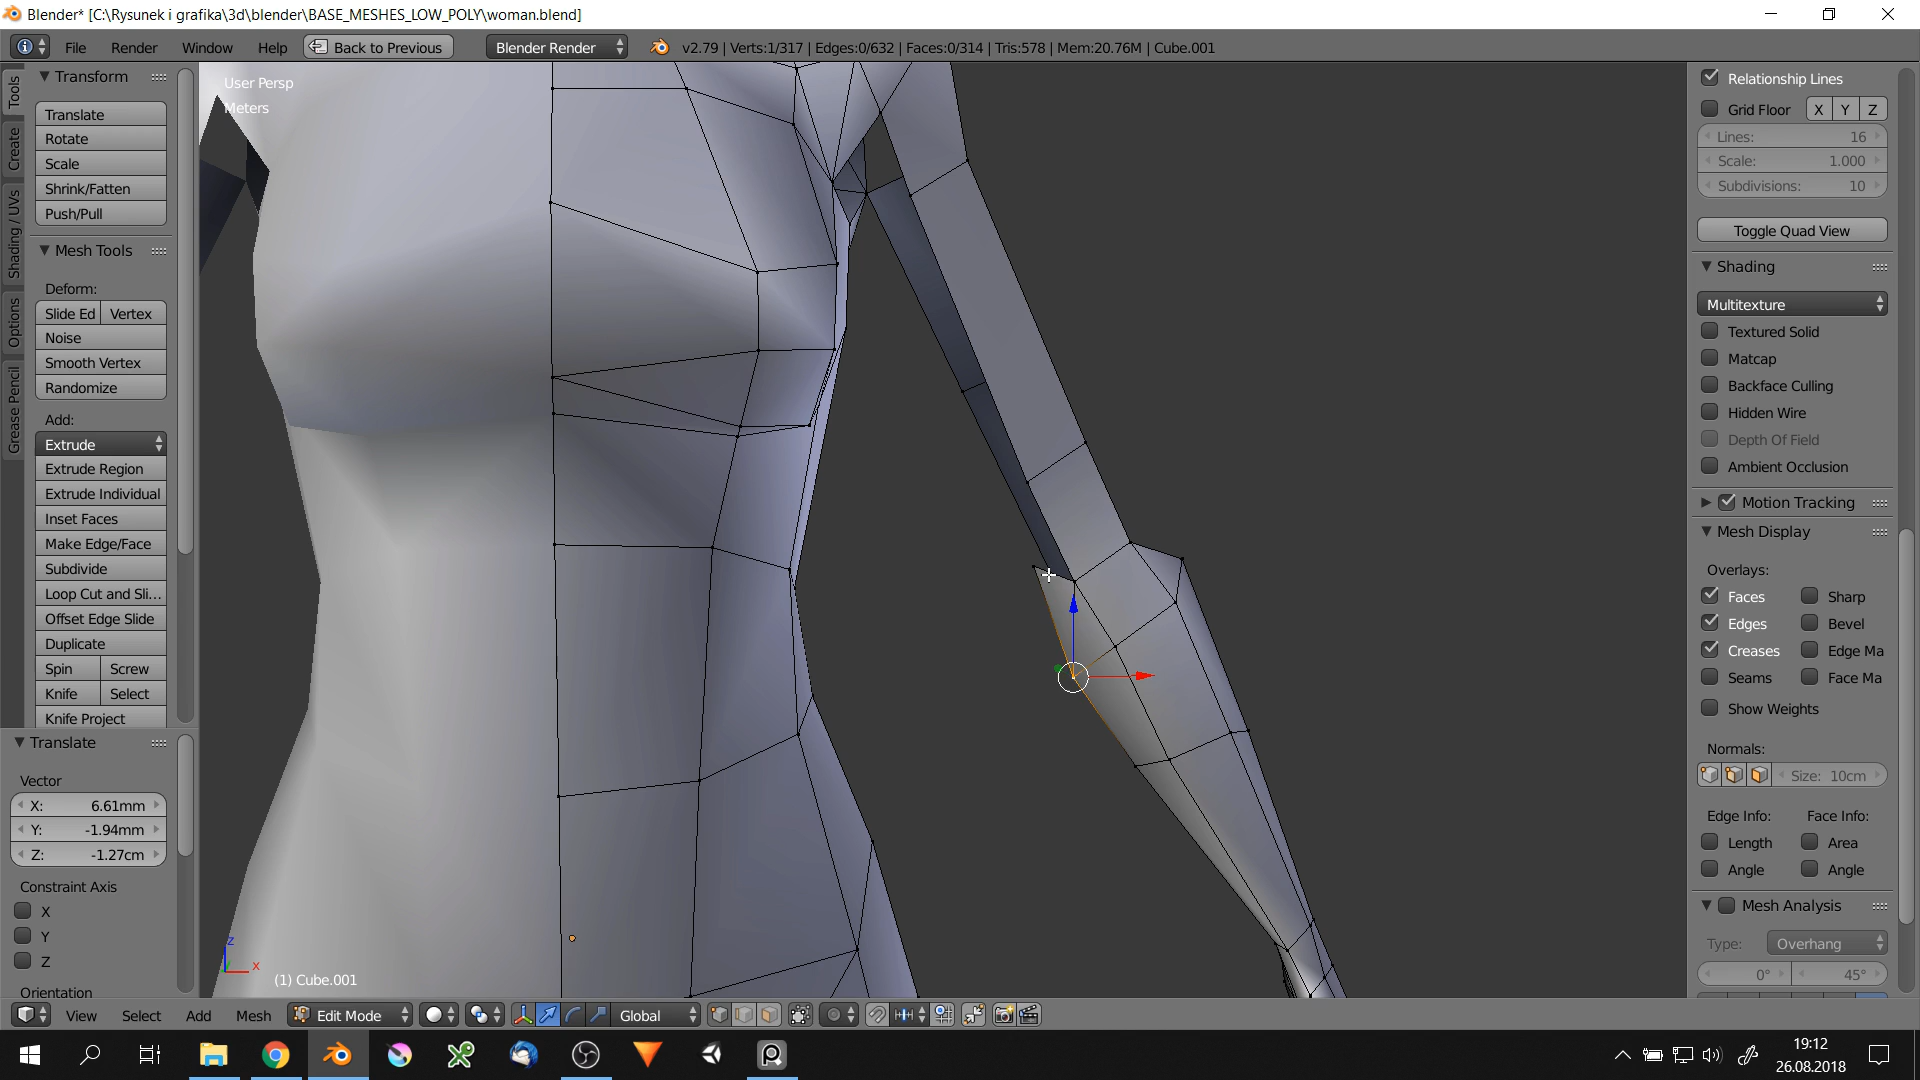 Blender* [C:\Rysunek i grafika\3d\blender\BASE_MESHES_LOW_POLY\woman.blend]
File Render Window Help Back to Previous Blender Render v2.79 | Verts:1/317 | Edges:0/632 | Faces:0/314 | Tris:578 | Mem:20.76M | Cube.001
Tools
Create
Shading / UVs
Options
Grease Pencil
Transform
Translate
Rotate
Scale
Shrink/Fatten
Push/Pull
Mesh Tools
Deform:
Slide Ed Vertex
Noise
Smooth Vertex
Randomize
Add:
Extrude
Extrude Region
Extrude Individual
Inset Faces
Make Edge/Face
Subdivide
Loop Cut and Sli...
Offset Edge Slide
Duplicate
Spin Screw
Knife Select
Knife Project
Translate
Vector
X: 6.61mm
Y: -1.94mm
Z: -1.27cm
Constraint Axis
X
Y
Z
Orientation
User Persp
Meters
z
x
(1) Cube.001
Relationship Lines
Grid Floor X Y Z
Lines: 16
Scale: 1.000
Subdivisions: 10
Toggle Quad View
Shading
Multitexture
Textured Solid
Matcap
Backface Culling
Hidden Wire
Depth Of Field
Ambient Occlusion
Motion Tracking
Mesh Display
Overlays:
Faces Sharp
Edges Bevel
Creases Edge Ma
Seams Face Ma
Show Weights
Normals:
Size: 10cm
Edge Info: Face Info:
Length Area
Angle Angle
Mesh Analysis
Type: Overhang
0° 45°
View Select Add Mesh Edit Mode Global
19:12
26.08.2018